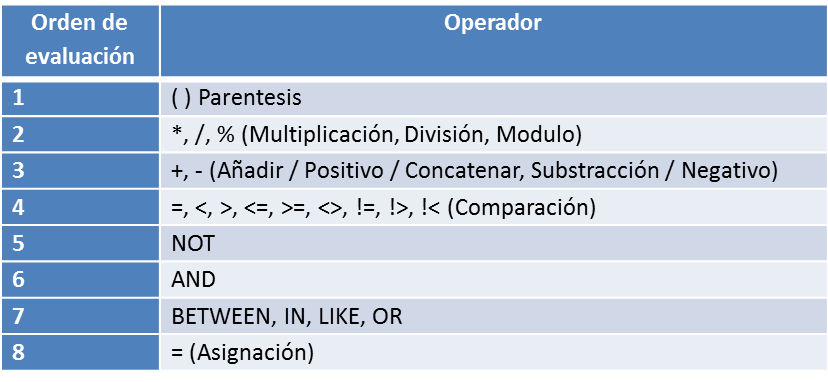 Orden de evaluación Operador
1 ( ) Parentesis
2 *, /, % (Multiplicación, División, Modulo)
3 +, - (Añadir / Positivo / Concatenar, Substracción / Negativo)
4 =, <, >, <=, >=, <>, !=, !>, !< (Comparación)
5 NOT
6 AND
7 BETWEEN, IN, LIKE, OR
8 = (Asignación)